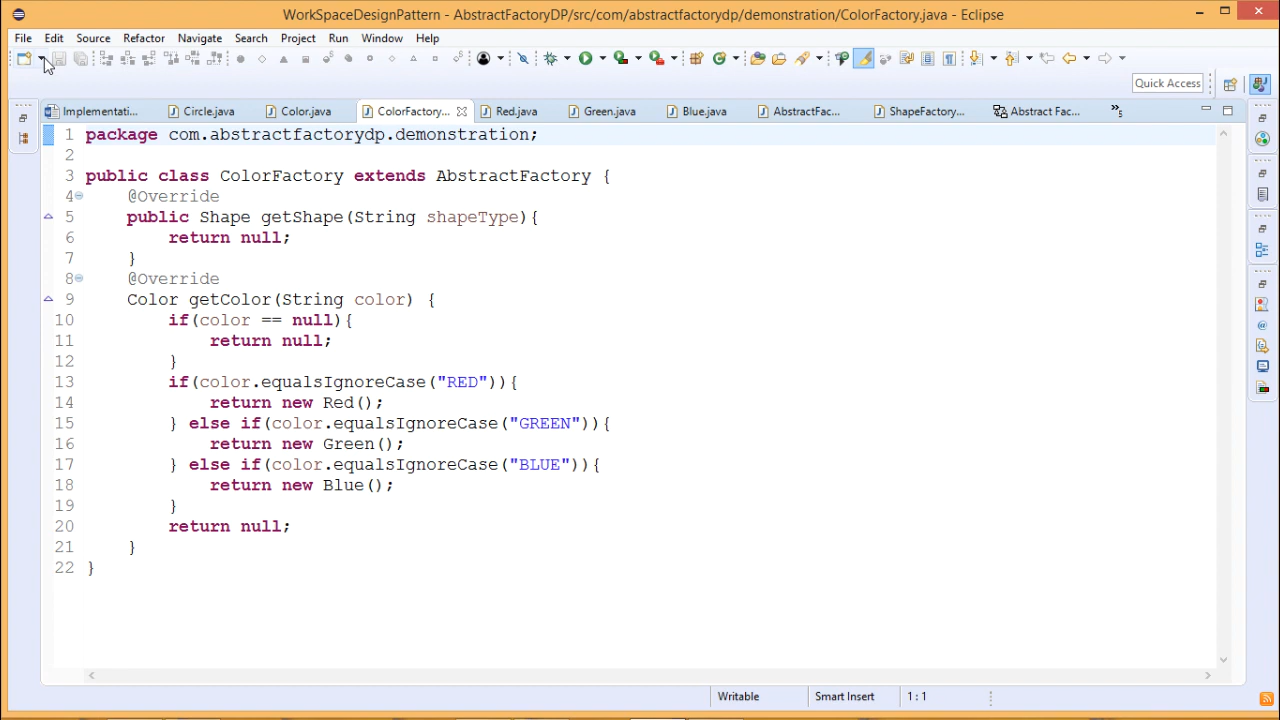 WorkSpaceDesignPattern - AbstractFactoryDP/src/com/abstractfactorydp/demonstration/ColorFactory.java - Eclipse
File Edit Source Refactor Navigate Search Project Run Window Help
Quick Access
Implementati... Circle.java Color.java ColorFactory... Red.java Green.java Blue.java AbstractFac... ShapeFactory... Abstract Fac... »5
1 package com.abstractfactorydp.demonstration;
2
3 public class ColorFactory extends AbstractFactory {
4 @Override
5 public Shape getShape(String shapeType){
6 return null;
7 }
8 @Override
9 Color getColor(String color) {
10 if(color == null){
11 return null;
12 }
13 if(color.equalsIgnoreCase("RED")){
14 return new Red();
15 } else if(color.equalsIgnoreCase("GREEN")){
16 return new Green();
17 } else if(color.equalsIgnoreCase("BLUE")){
18 return new Blue();
19 }
20 return null;
21 }
22 }
Writable Smart Insert 1 : 1